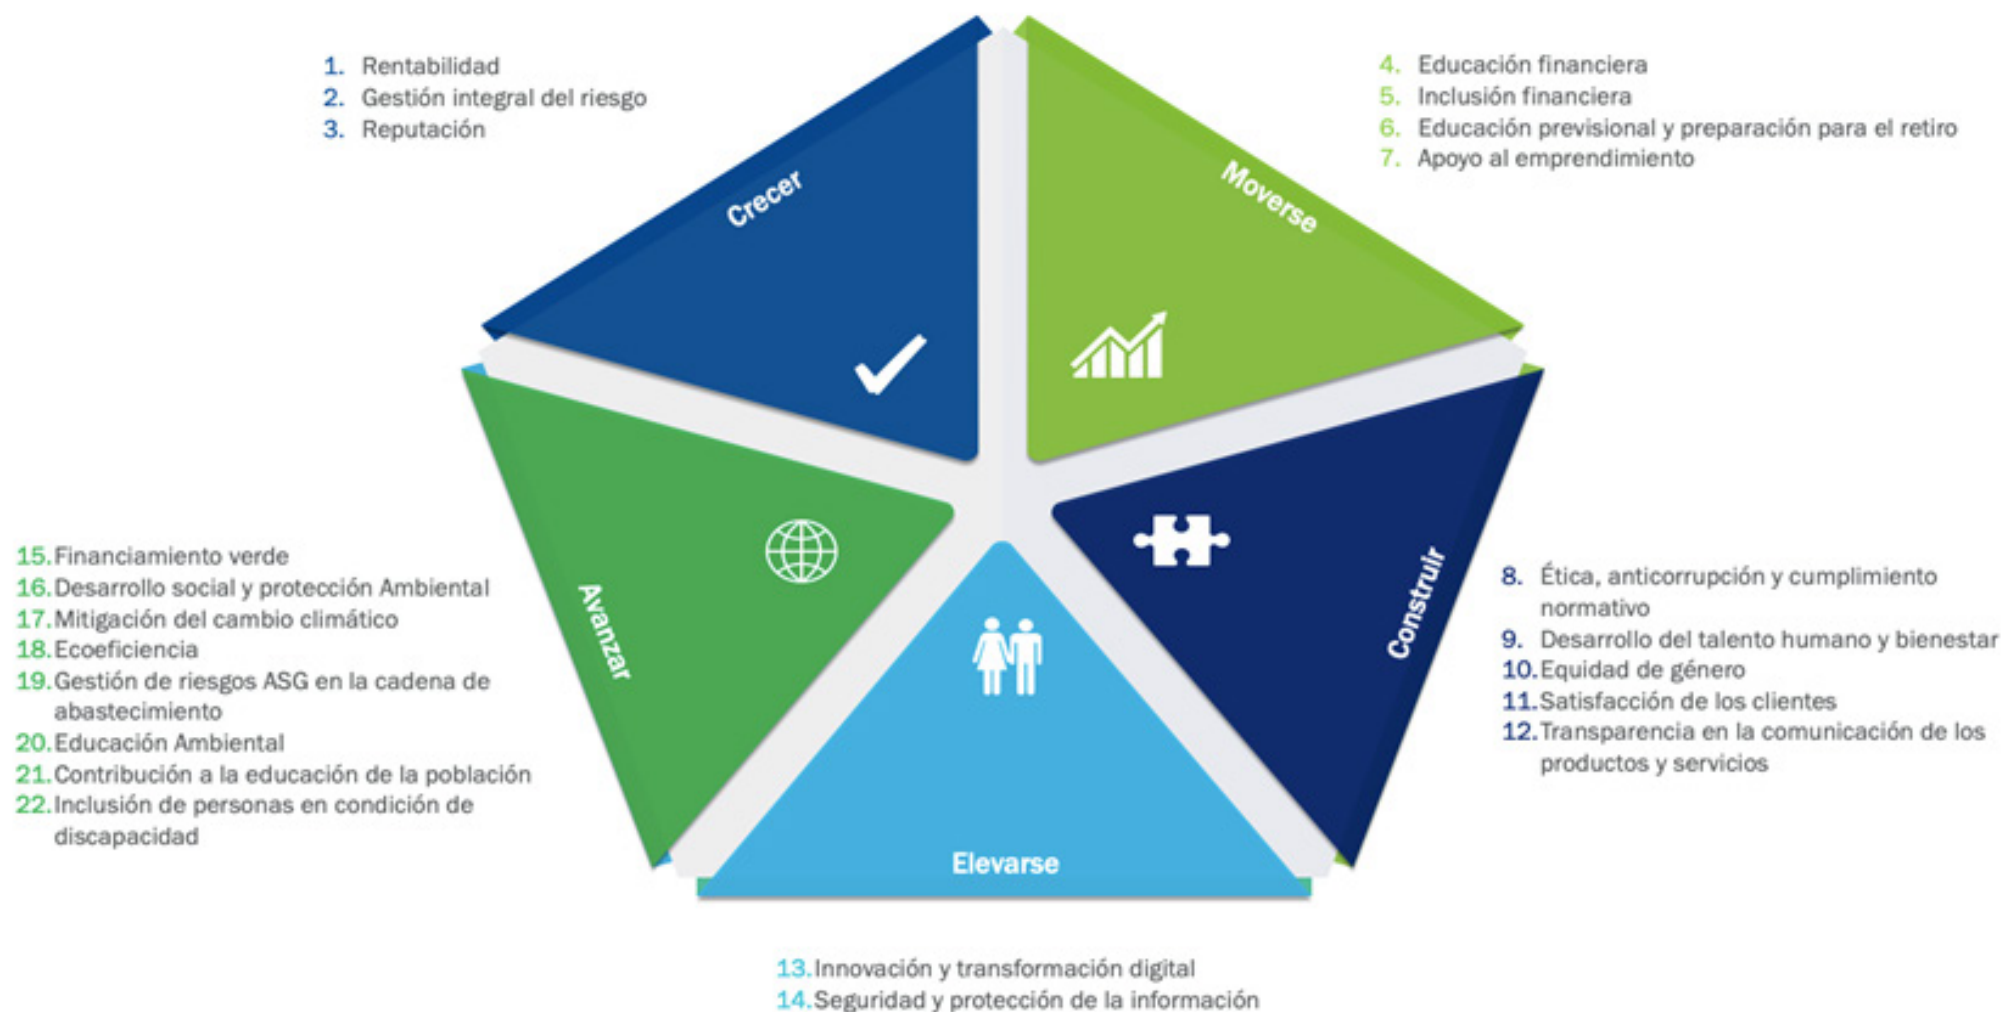 1. Rentabilidad
2. Gestión integral del riesgo
3. Reputación
4. Educación financiera
5. Inclusión financiera
6. Educación previsional y preparación para el retiro
7. Apoyo al emprendimiento
Crecer
Moverse
Avanzar
Construir
Elevarse
15. Financiamiento verde
16. Desarrollo social y protección Ambiental
17. Mitigación del cambio climático
18. Ecoeficiencia
19. Gestión de riesgos ASG en la cadena de
abastecimiento
20. Educación Ambiental
21. Contribución a la educación de la población
22. Inclusión de personas en condición de
discapacidad
8. Ética, anticorrupción y cumplimiento
normativo
9. Desarrollo del talento humano y bienestar
10. Equidad de género
11. Satisfacción de los clientes
12. Transparencia en la comunicación de los
productos y servicios
13. Innovación y transformación digital
14. Seguridad y protección de la información